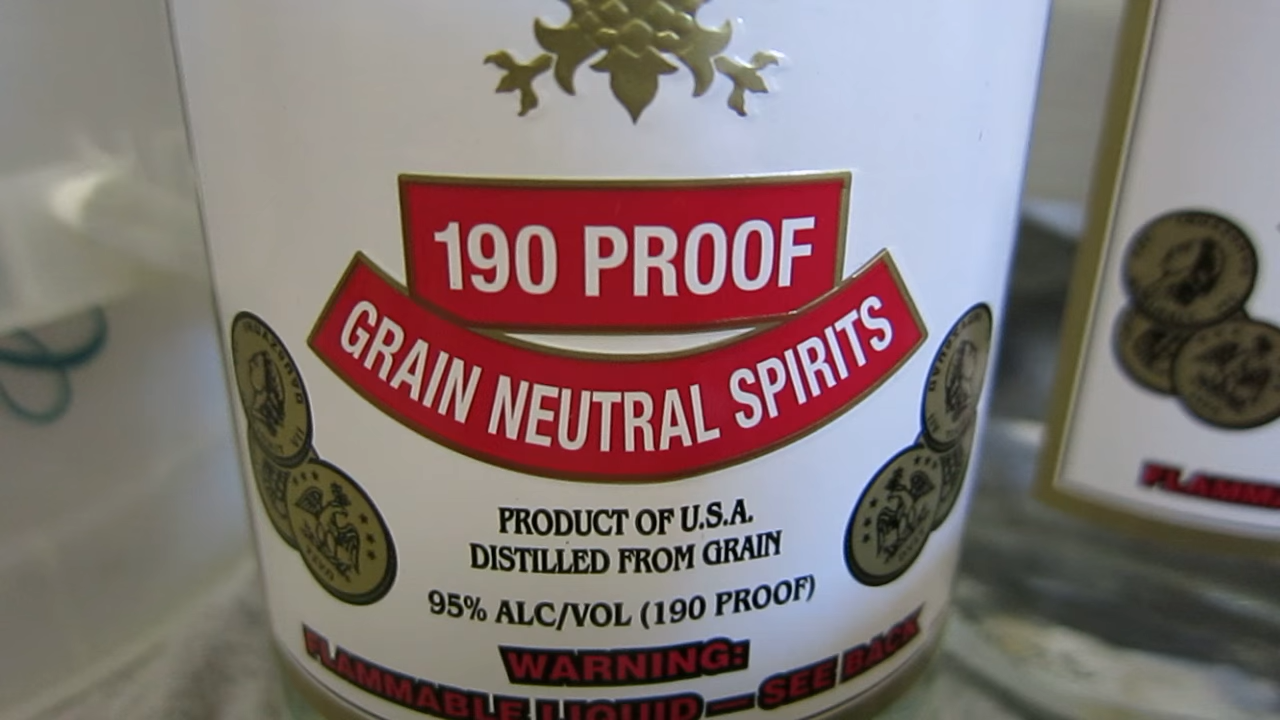 190 PROOF
GRAIN NEUTRAL SPIRITS
PRODUCT OF U.S.A.
DISTILLED FROM GRAIN
95% ALC/VOL (190 PROOF)
WARNING:
FLAMMABLE LIQUID — SEE BACK